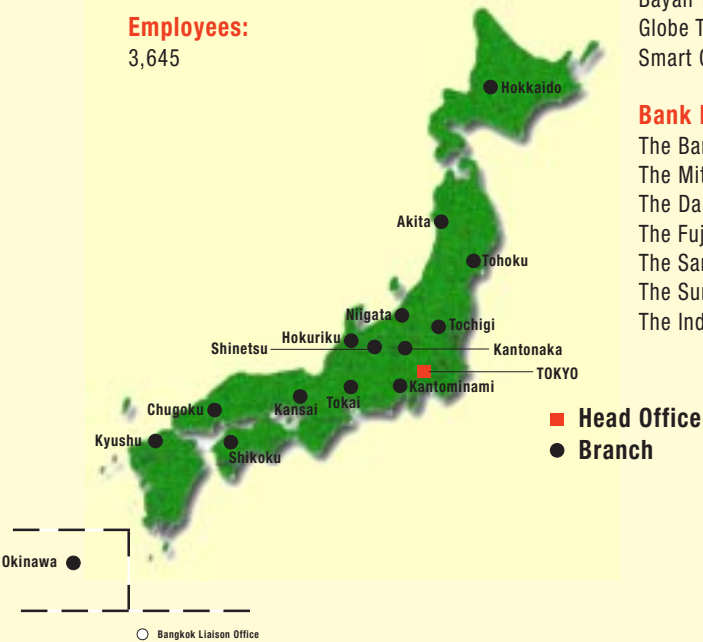 Employees:
3,645
Globe T
Smart
Bank
The Bar
The Mit
The Da
The Fuj
The Sar
The Sur
The Ind
Hokkaido
Akita
Tohoku
Niigata
Tochigi
Hokuriku
Shinetsu
Kantonaka
TOKYO
Kantominami
Tokai
Kansai
Chugoku
Kyushu
Shikoku
Head Office
Branch
Okinawa
Bangkok Liaison Office